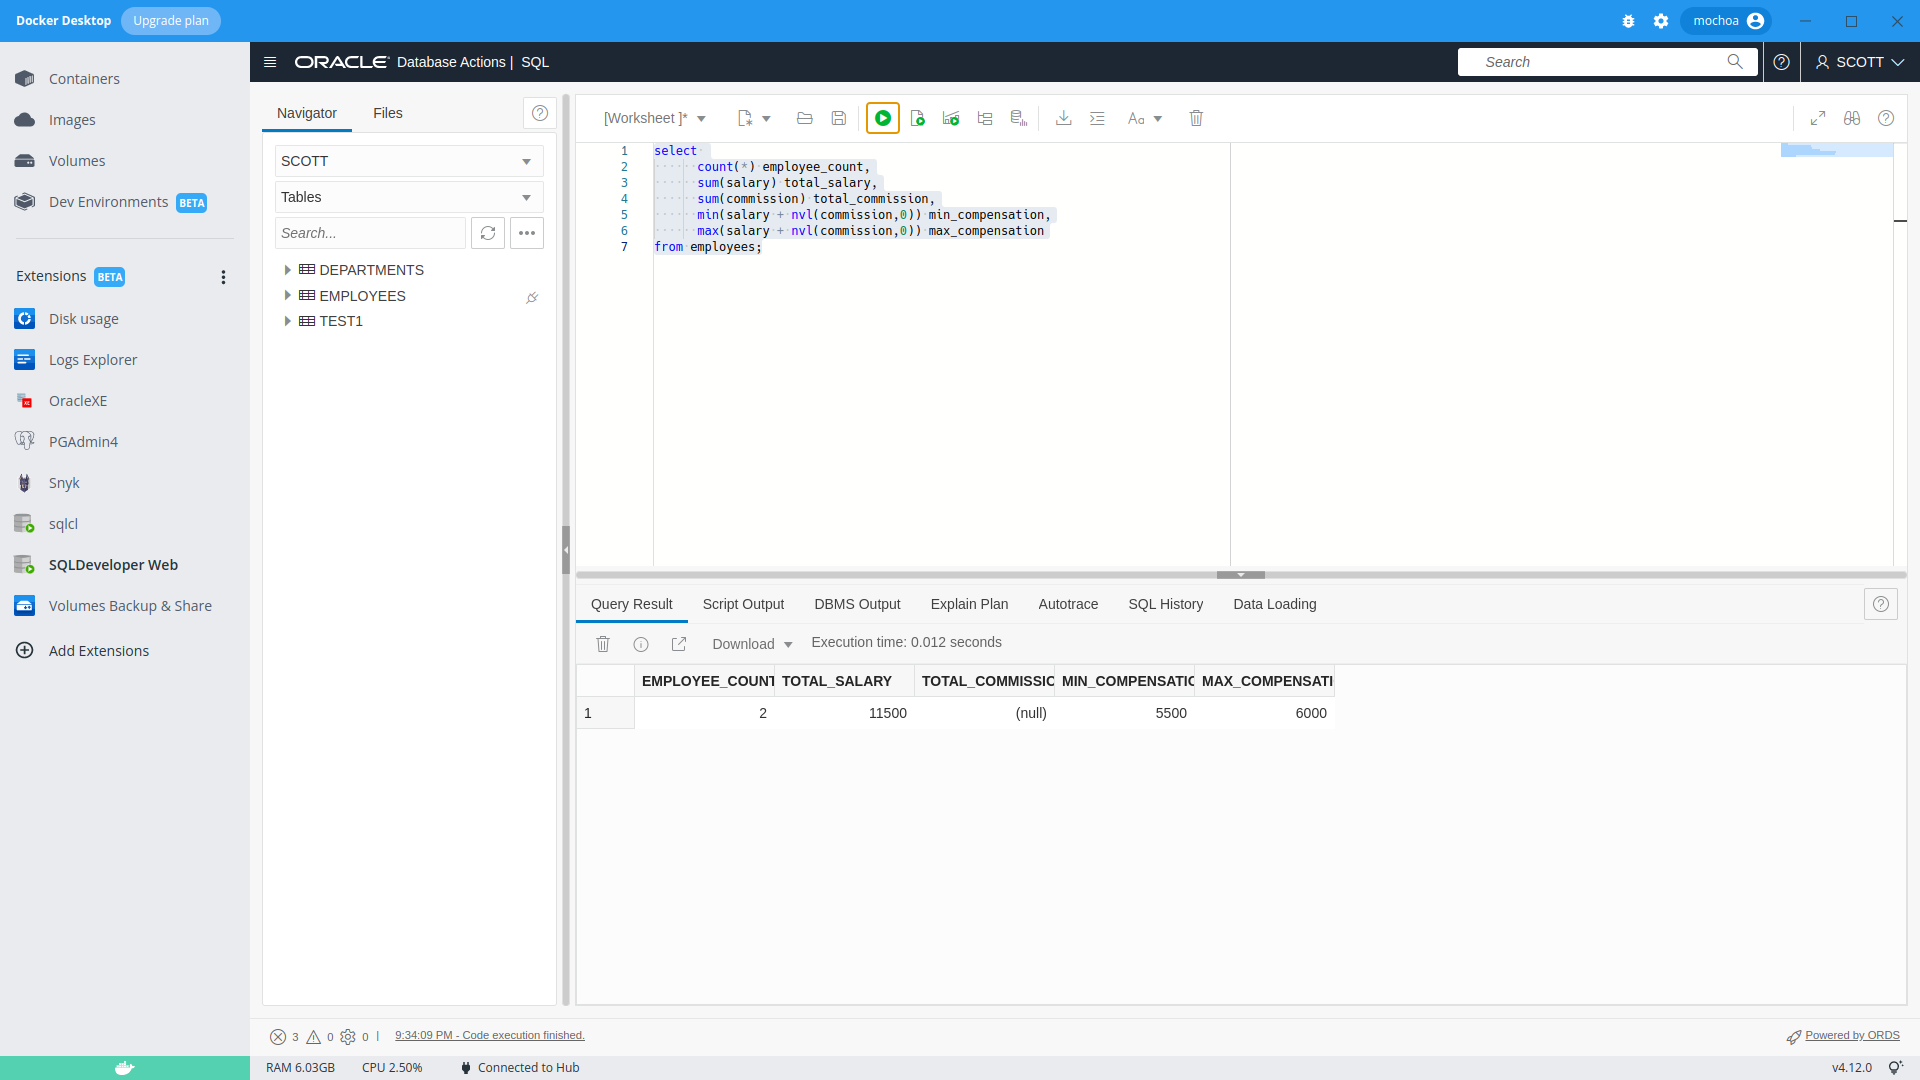 Docker Desktop
Upgrade plan
mochoa
Containers
Images
Volumes
Dev Environments BETA
Extensions BETA
Disk usage
Logs Explorer
OracleXE
PGAdmin4
Snyk
sqlcl
SQLDeveloper Web
Volumes Backup & Share
Add Extensions
ORACLE Database Actions | SQL
Search
SCOTT
Navigator
Files
SCOTT
Tables
Search...
DEPARTMENTS
EMPLOYEES
TEST1
[Worksheet ]*
Aa
1 select
2 count(*) employee_count,
3 sum(salary) total_salary,
4 sum(commission) total_commission,
5 min(salary + nvl(commission,0)) min_compensation,
6 max(salary + nvl(commission,0)) max_compensation
7 from employees;
Query Result
Script Output
DBMS Output
Explain Plan
Autotrace
SQL History
Data Loading
Download
Execution time: 0.012 seconds
EMPLOYEE_COUNT TOTAL_SALARY TOTAL_COMMISSIO MIN_COMPENSATIO MAX_COMPENSATI
1 2 11500 (null) 5500 6000
3 0 0 | 9:34:09 PM - Code execution finished.
Powered by ORDS
RAM 6.03GB CPU 2.50% Connected to Hub
v4.12.0